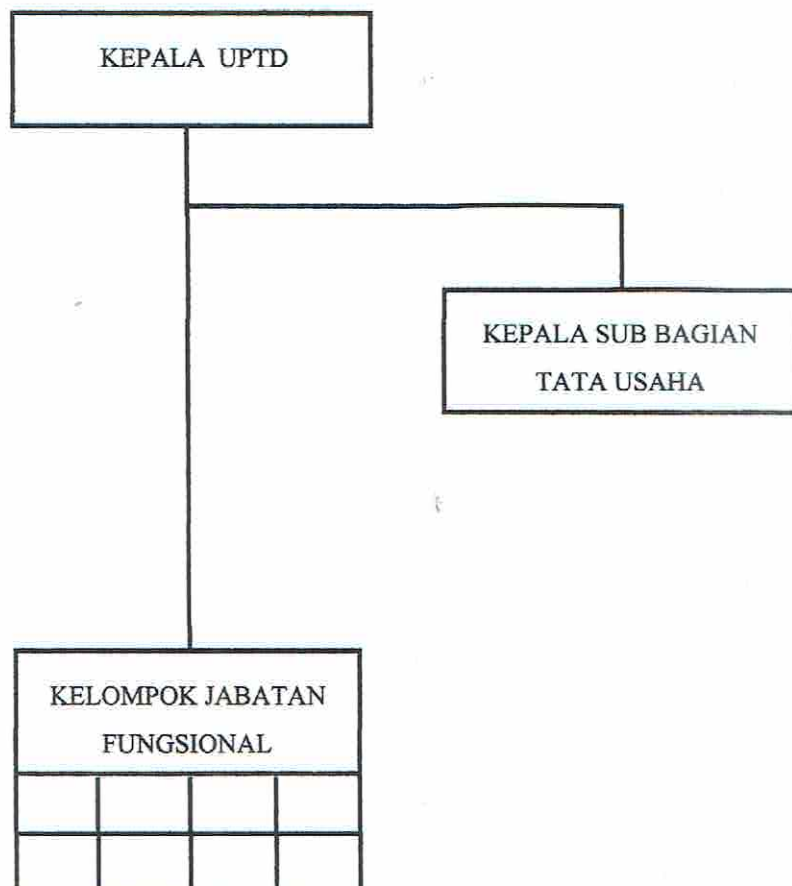 KEPALA UPTD
KEPALA SUB BAGIAN
TATA USAHA
KELOMPOK JABATAN
FUNGSIONAL